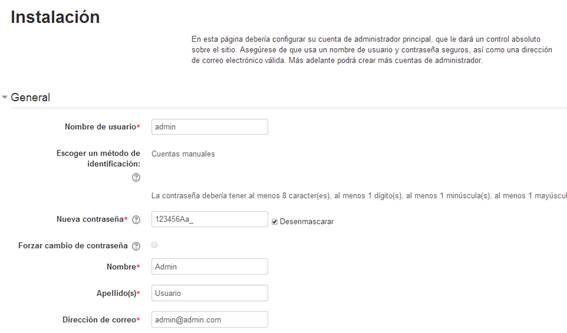 Instalación
En esta página debería configurar su cuenta de administrador principal, que le dará un control absoluto
sobre el sitio. Asegúrese de que usa un nombre de usuario y contraseña seguros, así como una dirección
de correo electrónico válida. Más adelante podrá crear más cuentas de administrador.
General
Nombre de usuario* admin
Escoger un método de
identificación: Cuentas manuales
La contraseña debería tener al menos 8 caracter(es), al menos 1 dígito(s), al menos 1 minúscula(s), al menos 1 mayúscu
Nueva contraseña* 123456Aa_ Desenmascarar
Forzar cambio de contraseña
Nombre* Admin
Apellido(s)* Usuario
Dirección de correo* admin@admin.com